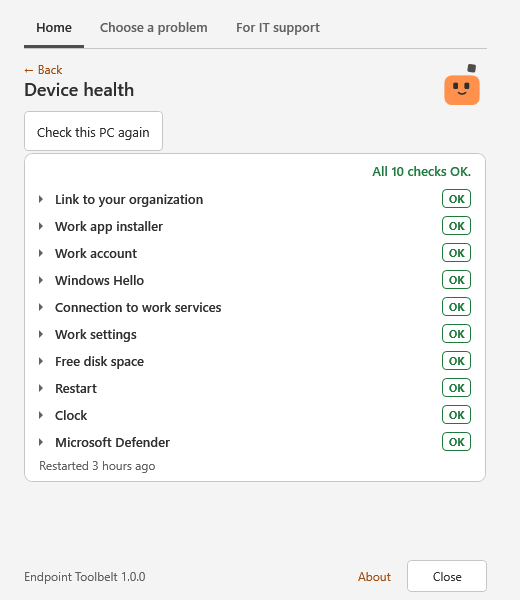 Home Choose a problem For IT support
← Back
Device health
Check this PC again
All 10 checks OK.
Link to your organization OK
Work app installer OK
Work account OK
Windows Hello OK
Connection to work services OK
Work settings OK
Free disk space OK
Restart OK
Clock OK
Microsoft Defender OK
Restarted 3 hours ago
Endpoint Toolbelt 1.0.0 About Close